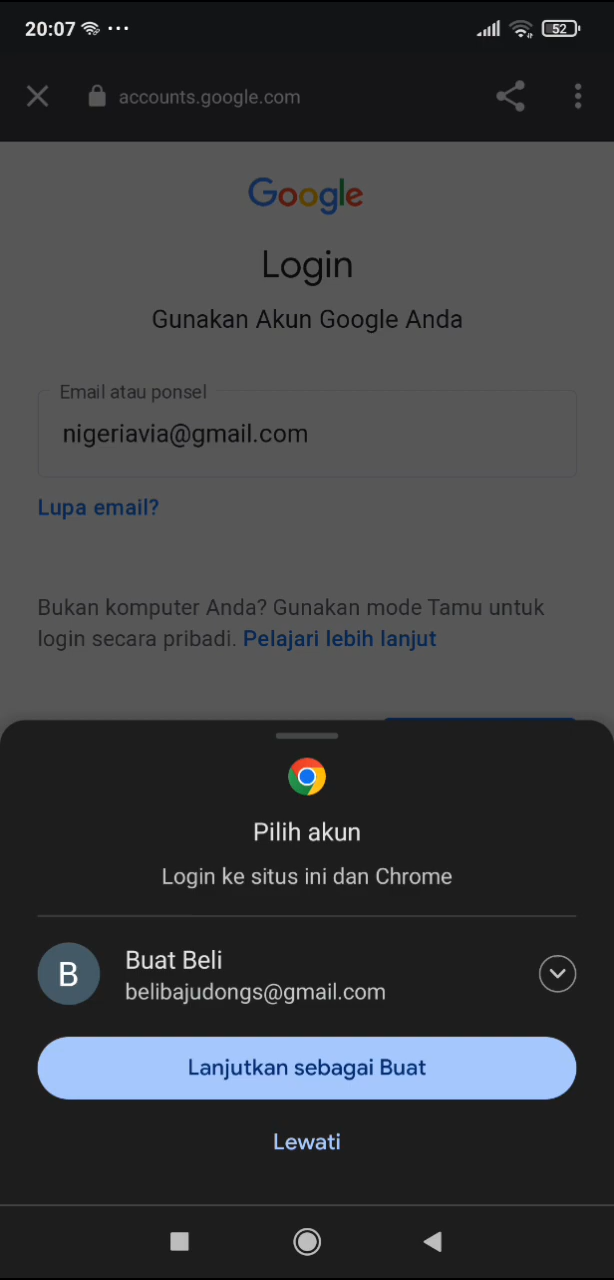 20:07
52
accounts.google.com
Google
Login
Gunakan Akun Google Anda
Email atau ponsel
nigeriavia@gmail.com
Lupa email?
Bukan komputer Anda? Gunakan mode Tamu untuk
login secara pribadi. Pelajari lebih lanjut
Pilih akun
Login ke situs ini dan Chrome
B
Buat Beli
belibajudongs@gmail.com
Lanjutkan sebagai Buat
Lewati